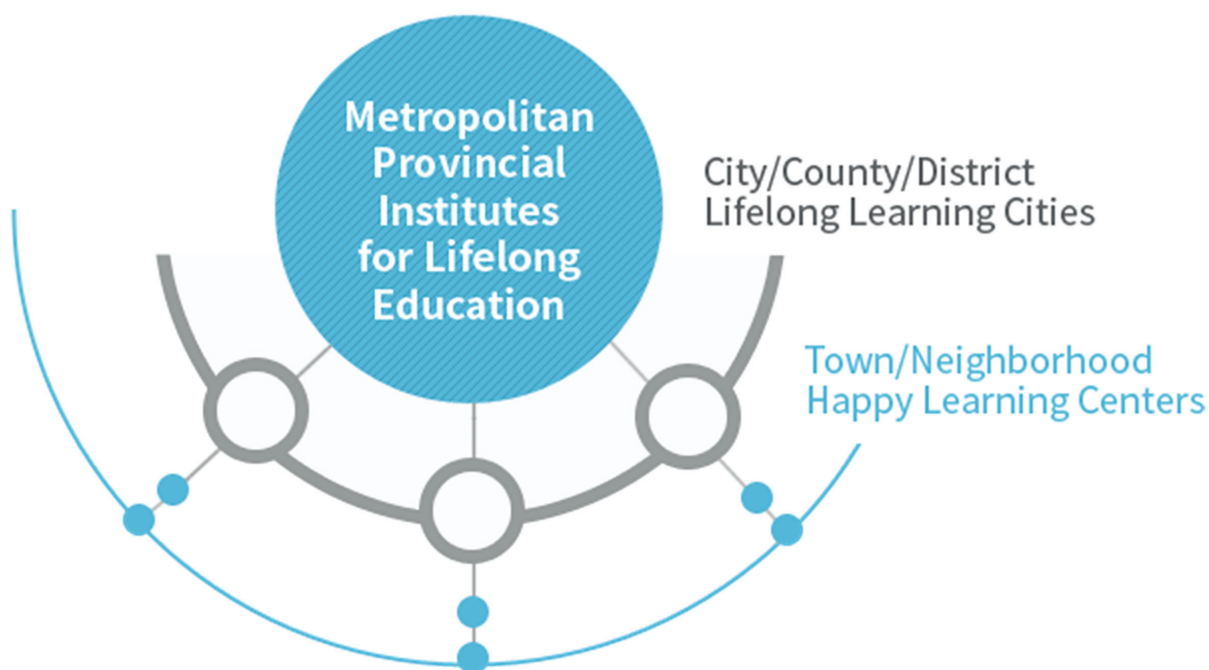 Metropolitan
Provincial
Institutes
for Lifelong
Education
City/County/District
Lifelong Learning Cities
Town/Neighborhood
Happy Learning Centers